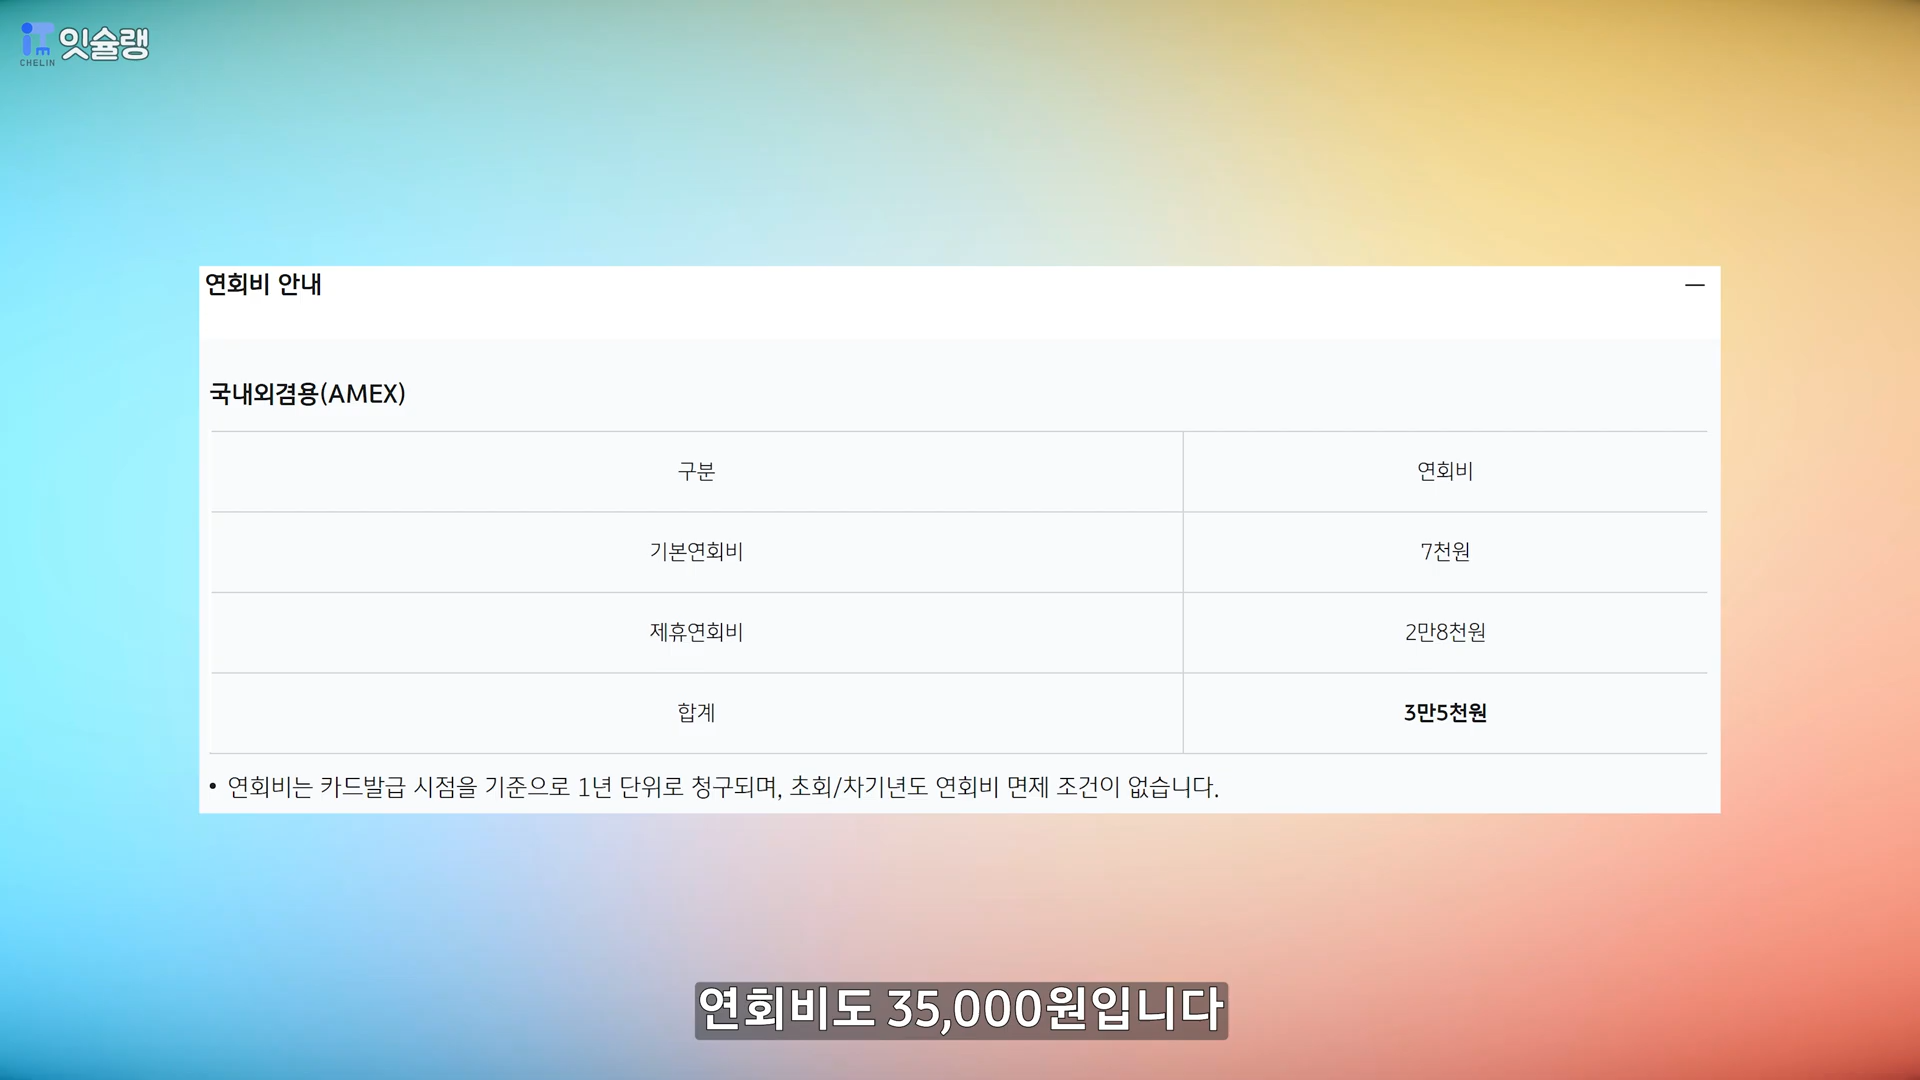 CHELIN
잇슐랭
연회비 안내
국내외겸용(AMEX)
구분 연회비
기본연회비 7천원
제휴연회비 2만8천원
합계 3만5천원
• 연회비는 카드발급 시점을 기준으로 1년 단위로 청구되며, 초회/차기년도 연회비 면제 조건이 없습니다.
연회비도 35,000원입니다